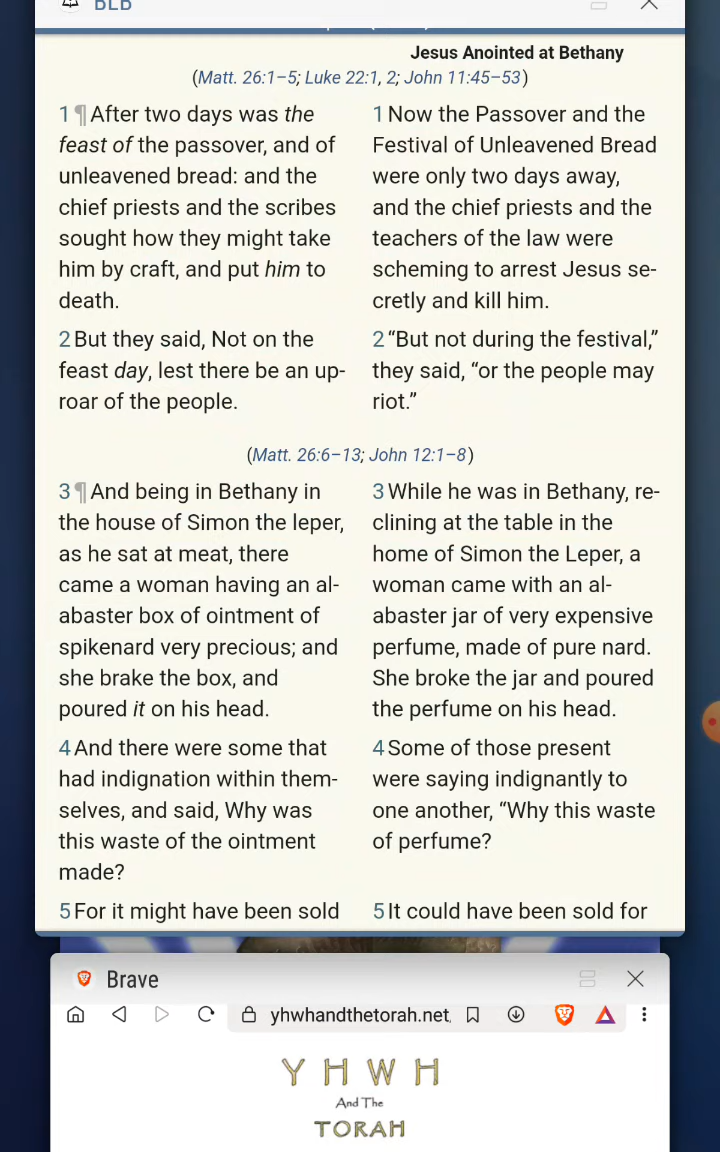 BLB
Jesus Anointed at Bethany
(Matt. 26:1–5; Luke 22:1, 2; John 11:45–53)
1 ¶ After two days was the
feast of the passover, and of
unleavened bread: and the
chief priests and the scribes
sought how they might take
him by craft, and put him to
death.
2 But they said, Not on the
feast day, lest there be an up-
roar of the people.
1 Now the Passover and the
Festival of Unleavened Bread
were only two days away,
and the chief priests and the
teachers of the law were
scheming to arrest Jesus se-
cretly and kill him.
2 “But not during the festival,”
they said, “or the people may
riot.”
(Matt. 26:6–13; John 12:1–8)
3 ¶ And being in Bethany in
the house of Simon the leper,
as he sat at meat, there
came a woman having an al-
abaster box of ointment of
spikenard very precious; and
she brake the box, and
poured it on his head.
4 And there were some that
had indignation within them-
selves, and said, Why was
this waste of the ointment
made?
5 For it might have been sold
3 While he was in Bethany, re-
clining at the table in the
home of Simon the Leper, a
woman came with an al-
abaster jar of very expensive
perfume, made of pure nard.
She broke the jar and poured
the perfume on his head.
4 Some of those present
were saying indignantly to
one another, “Why this waste
of perfume?
5 It could have been sold for
Brave
yhwhandthetorah.net
YHWH
And The
TORAH